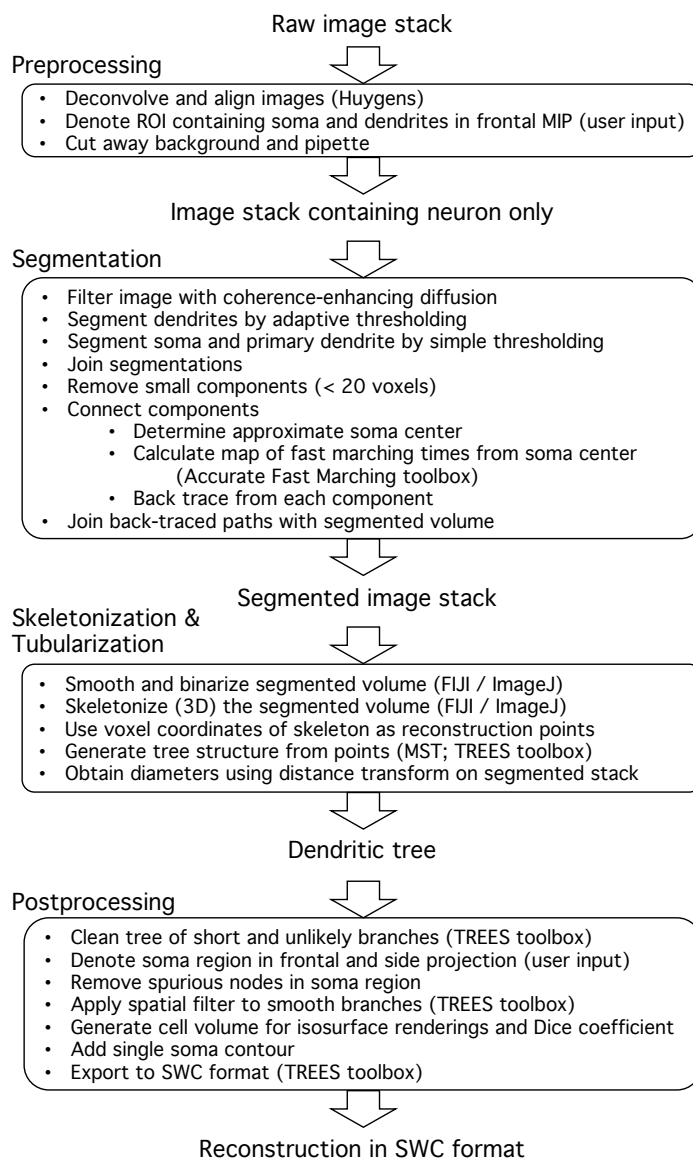 Raw image stack
Preprocessing
• Deconvolve and align images (Huygens)
• Denote ROI containing soma and dendrites in frontal MIP (user input)
• Cut away background and pipette
Image stack containing neuron only
Segmentation
• Filter image with coherence-enhancing diffusion
• Segment dendrites by adaptive thresholding
• Segment soma and primary dendrite by simple thresholding
• Join segmentations
• Remove small components (< 20 voxels)
• Connect components
• Determine approximate soma center
• Calculate map of fast marching times from soma center
(Accurate Fast Marching toolbox)
• Back trace from each component
• Join back-traced paths with segmented volume
Segmented image stack
Skeletonization &
Tubularization
• Smooth and binarize segmented volume (FIJI / ImageJ)
• Skeletonize (3D) the segmented volume (FIJI / ImageJ)
• Use voxel coordinates of skeleton as reconstruction points
• Generate tree structure from points (MST; TREES toolbox)
• Obtain diameters using distance transform on segmented stack
Dendritic tree
Postprocessing
• Clean tree of short and unlikely branches (TREES toolbox)
• Denote soma region in frontal and side projection (user input)
• Remove spurious nodes in soma region
• Apply spatial filter to smooth branches (TREES toolbox)
• Generate cell volume for isosurface renderings and Dice coefficient
• Add single soma contour
• Export to SWC format (TREES toolbox)
Reconstruction in SWC format